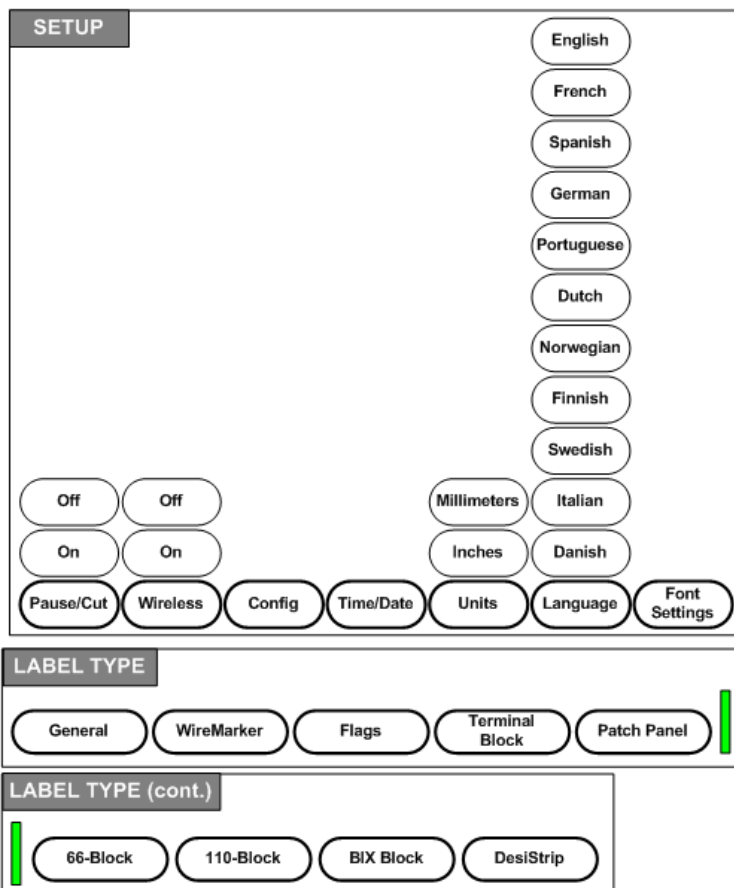 SETUP
English
French
Spanish
German
Portuguese
Dutch
Norwegian
Finnish
Swedish
Off Off Millimeters Italian
On On Inches Danish
Pause/Cut Wireless Config Time/Date Units Language Font
Settings
LABEL TYPE
General WireMarker Flags Terminal
Block Patch Panel
LABEL TYPE (cont.)
66-Block 110-Block BIX Block DesiStrip